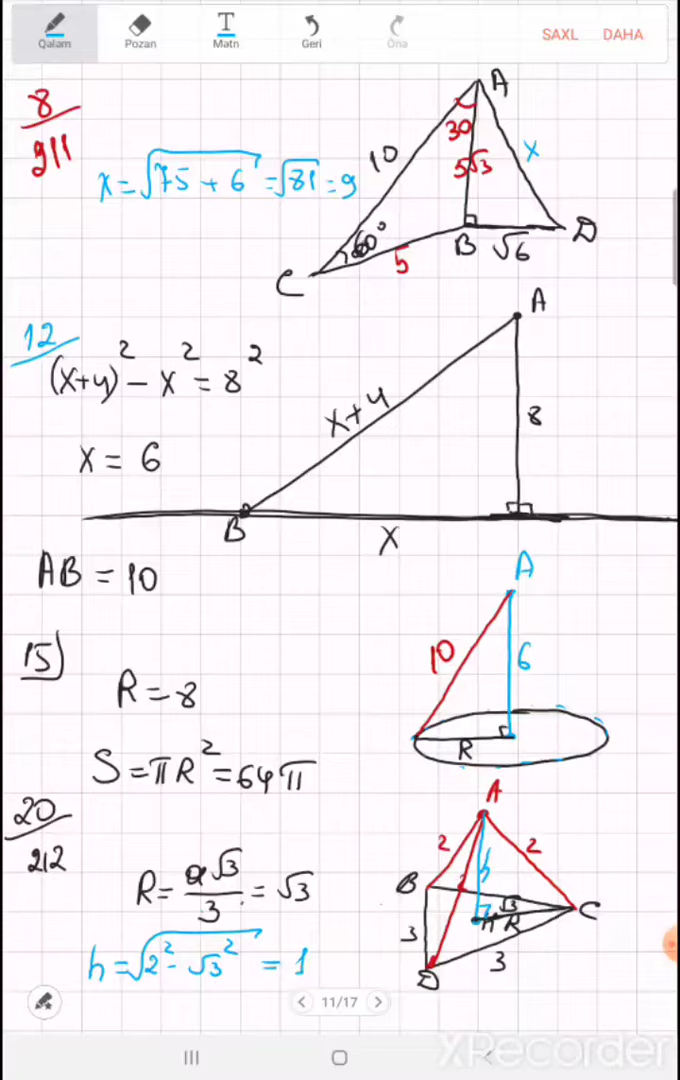 Qalam Pozan Mətn Geri Ona SAXL DAHA
8
911
x = √75 + 6 = √81 = 9
A
30
10
5√3
x
60°
5
C
B
√6
D
12
(x+4)² - x² = 8²
x = 6
A
x+4
8
B
x
AB = 10
A
15)
10
6
R = 8
R
S = πR² = 64π
20
212
A
2
2
h
B
R = a√3/3 = √3
√3
C
3
R
h = √2² - √3² = 1
3
D
11/17
XRecorder